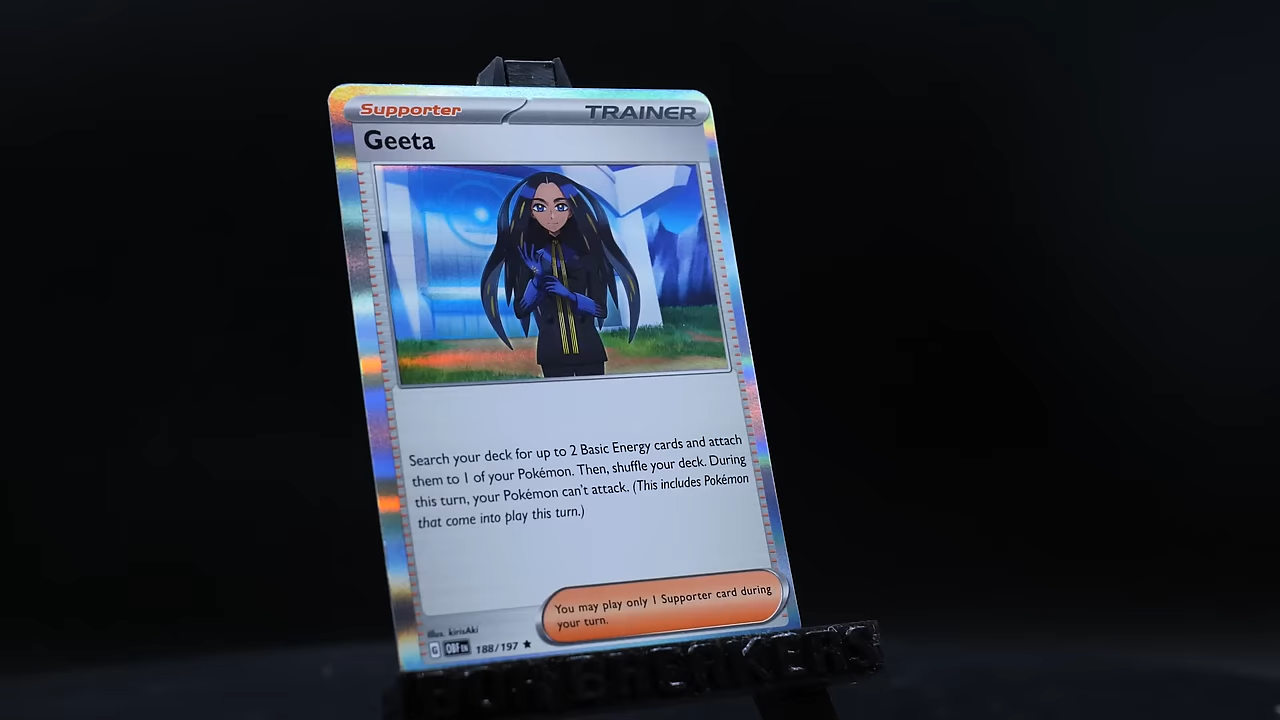 Supporter
TRAINER
Geeta
Search your deck for up to 2 Basic Energy cards and attach
them to 1 of your Pokémon. Then, shuffle your deck. During
this turn, your Pokémon can't attack. (This includes Pokémon
that come into play this turn.)
You may play only 1 Supporter card during
your turn.
Illus. kirisAki
G OBF EN 188/197 ★